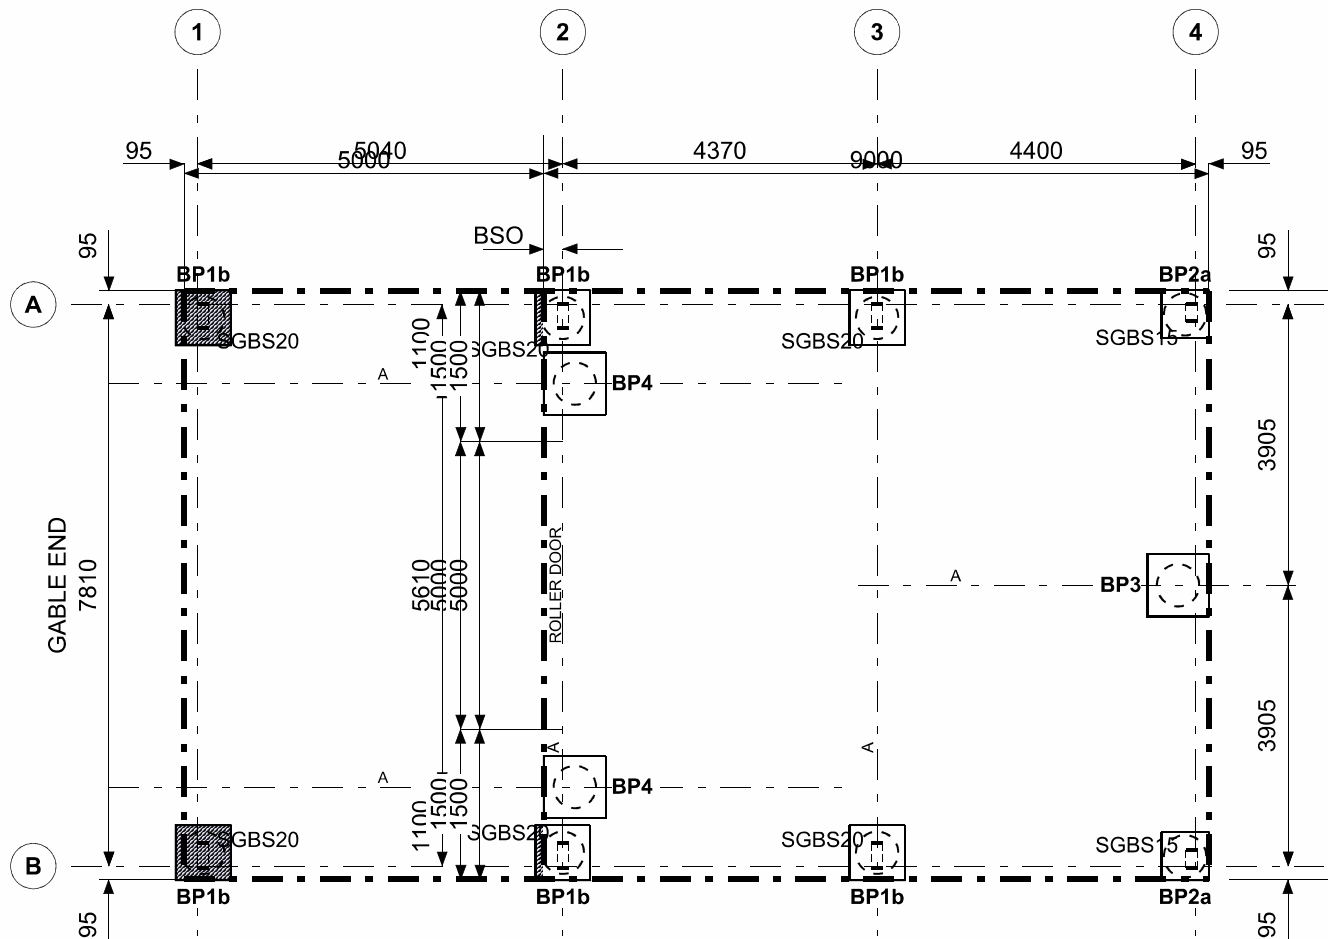 1 2 3 4
95 5040 4370 4400 95
5000 9000
BSO
95 95
BP1b BP1b BP1b BP2a
A
SGBS20 SGBS20 SGBS20 SGBS15
1100 1500 1500
A BP4
3905
GABLE END
7810
5610 5000 5000
ROLLER DOOR
A BP3
3905
A A
A BP4
1100 1500 1500
SGBS20 SGBS20 SGBS20 SGBS15
B
BP1b BP1b BP1b BP2a
95 95